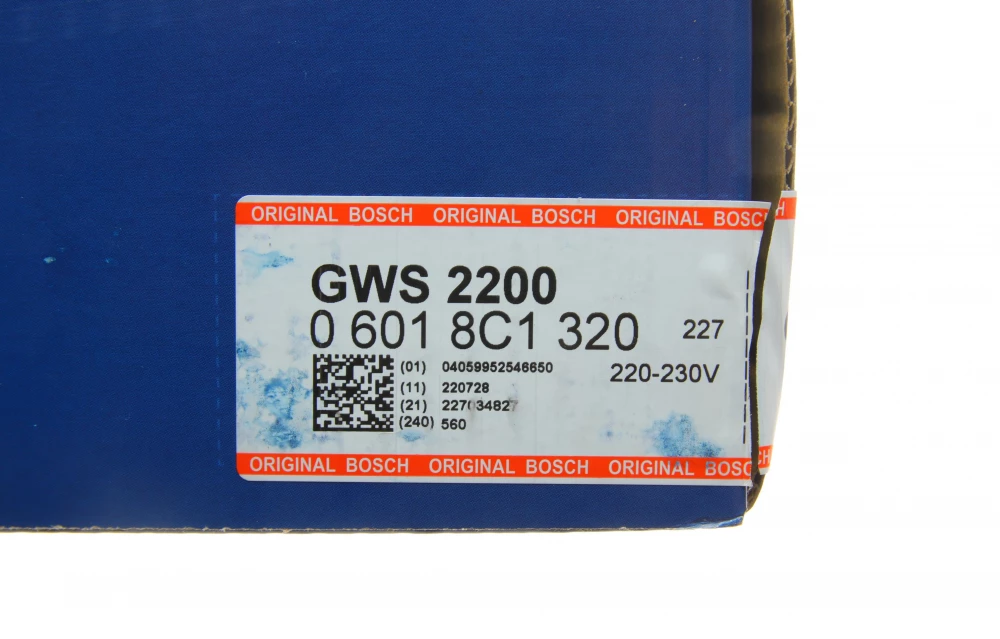 ORIGINAL BOSCH ORIGINAL BOSCH ORIGINAL BOSCH
GWS 2200
0 601 8C1 320 227
(01) 04059952546650 220-230V
(11) 220728
(21) 227034827
(240) 560
ORIGINAL BOSCH ORIGINAL BOSCH ORIGINAL BOSCH